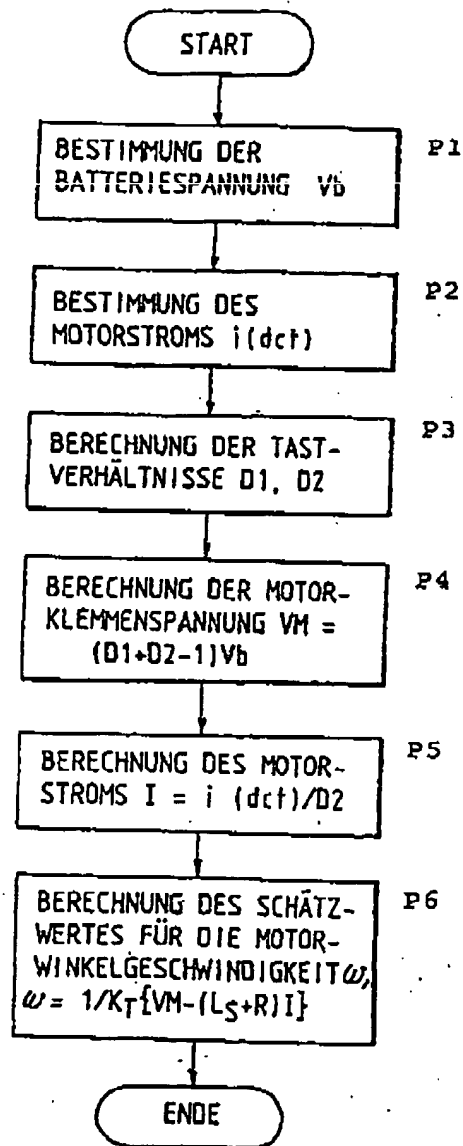 START
P1
BESTIMMUNG DER
BATTERIESPANNUNG Vb
P2
BESTIMMUNG DES
MOTORSTROMS i(dct)
P3
BERECHNUNG DER TAST-
VERHÄLTNISSE D1, D2
P4
BERECHNUNG DER MOTOR-
KLEMMENSPANNUNG VM =
(D1+D2-1)Vb
P5
BERECHNUNG DES MOTOR-
STROMS I = i (dct)/D2
P6
BERECHNUNG DES SCHÄTZ-
WERTES FÜR DIE MOTOR-
WINKELGESCHWINDIGKEIT ω,
ω = 1/K_T{VM-(L_S+R)I}
ENDE